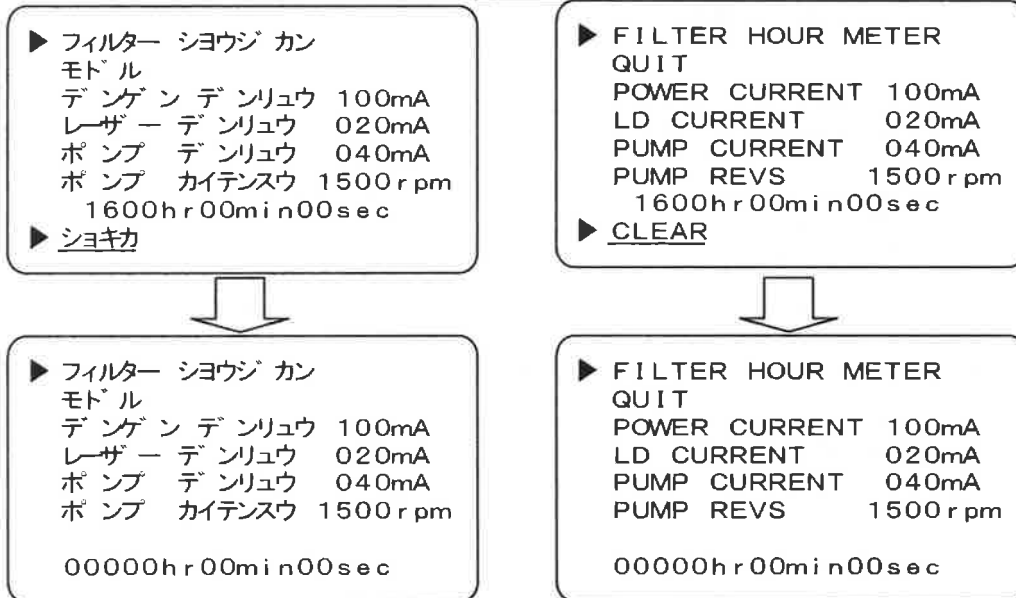 ▶ フィルター シヨウジカン
モドル
デンゲンデンリュウ 100mA
レーザー デンリュウ 020mA
ポンプ デンリュウ 040mA
ポンプ カイテンスウ 1500rpm
1600hr00min00sec
▶ ショキカ
▶ フィルター シヨウジカン
モドル
デンゲンデンリュウ 100mA
レーザー デンリュウ 020mA
ポンプ デンリュウ 040mA
ポンプ カイテンスウ 1500rpm
00000hr00min00sec
▶ FILTER HOUR METER
QUIT
POWER CURRENT 100mA
LD CURRENT 020mA
PUMP CURRENT 040mA
PUMP REVS 1500rpm
1600hr00min00sec
▶ CLEAR
▶ FILTER HOUR METER
QUIT
POWER CURRENT 100mA
LD CURRENT 020mA
PUMP CURRENT 040mA
PUMP REVS 1500rpm
00000hr00min00sec